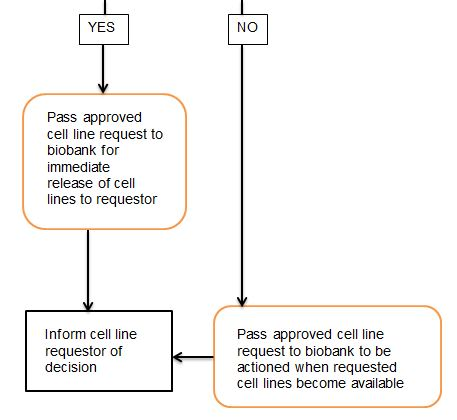 YES
NO
Pass approved
cell line request to
biobank for
immediate
release of cell
lines to requestor
Inform cell line
requestor of
decision
Pass approved cell line
request to biobank to be
actioned when requested
cell lines become available